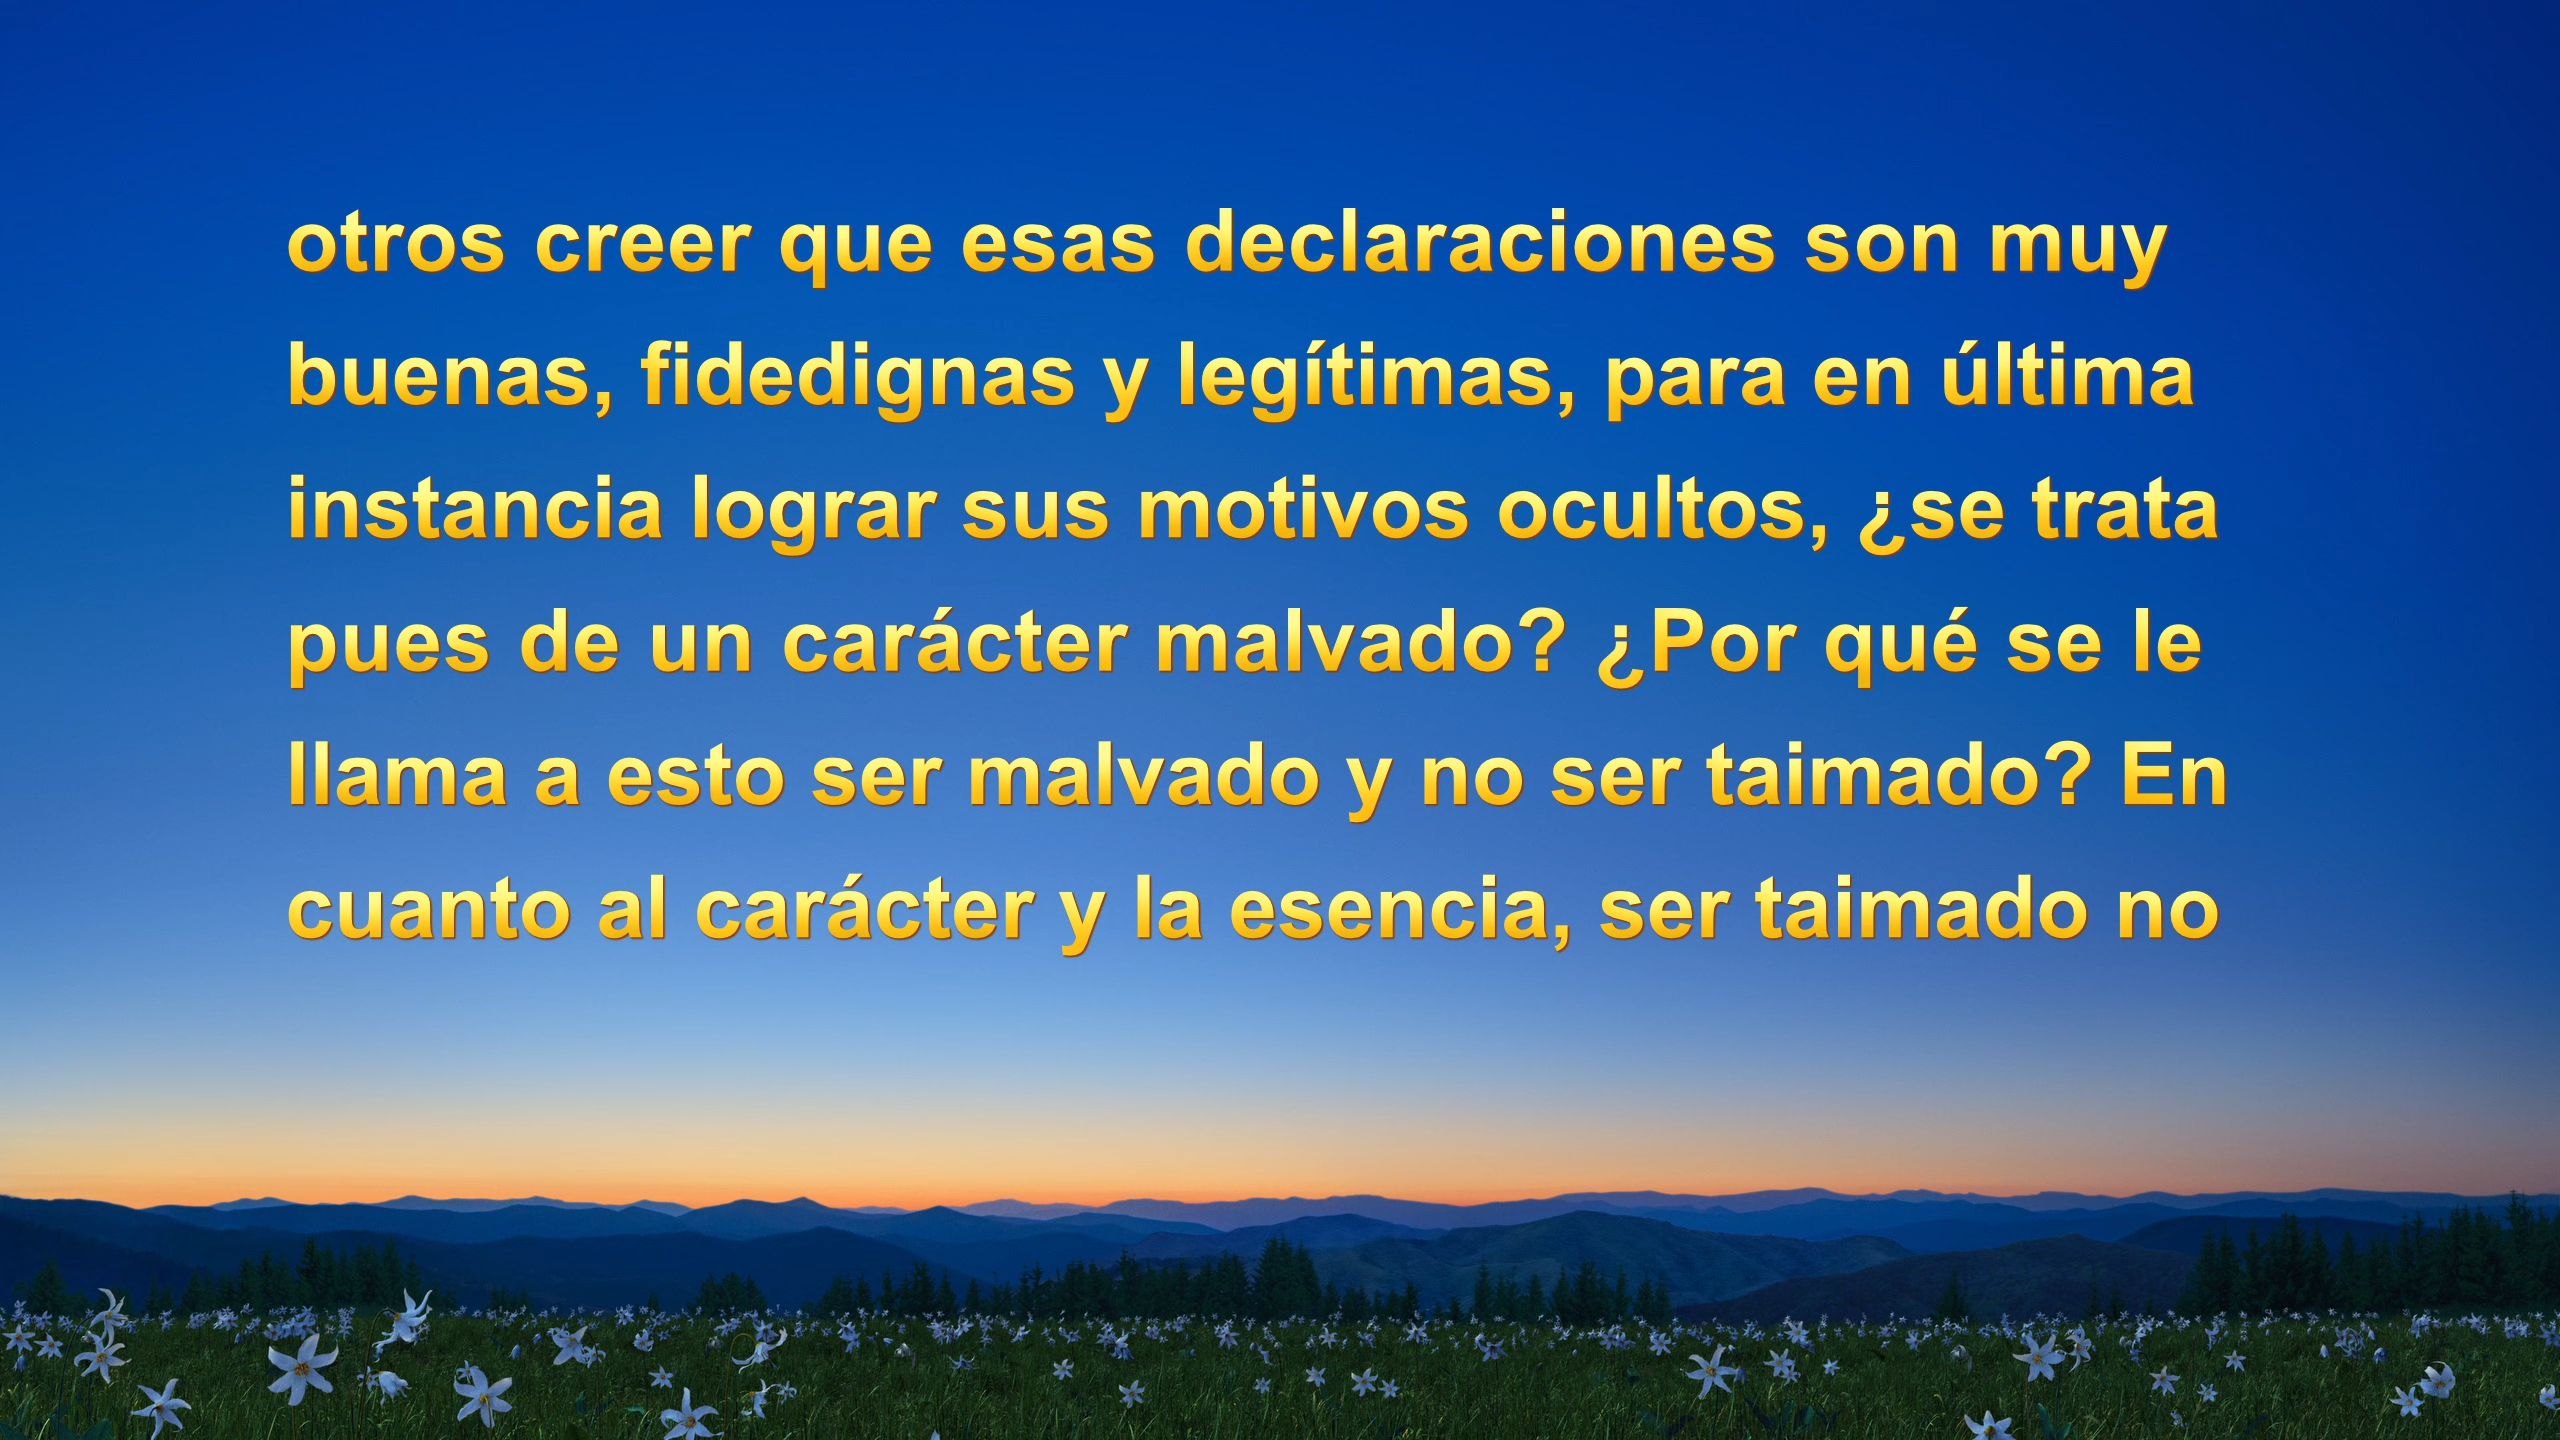 otros creer que esas declaraciones son muy
buenas, fidedignas y legítimas, para en última
instancia lograr sus motivos ocultos, ¿se trata
pues de un carácter malvado? ¿Por qué se le
llama a esto ser malvado y no ser taimado? En
cuanto al carácter y la esencia, ser taimado no